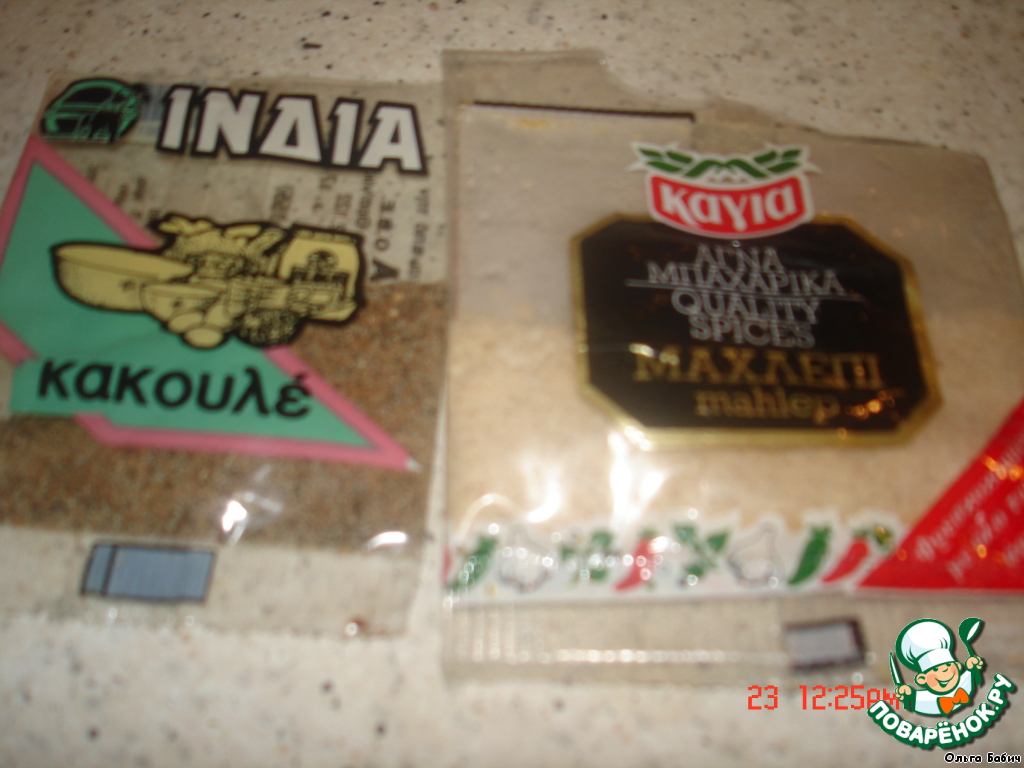 ΙΝΔΙΑ
κακουλέ
καγια
ΑΓΝΑ
ΜΠΑΧΑΡΙΚΑ
QUALITY
SPICES
ΜΑΧΛΕΠΙ
mahlep
23 12:25PM
ПОВАРЁНОК.РУ
Ольга Бабич